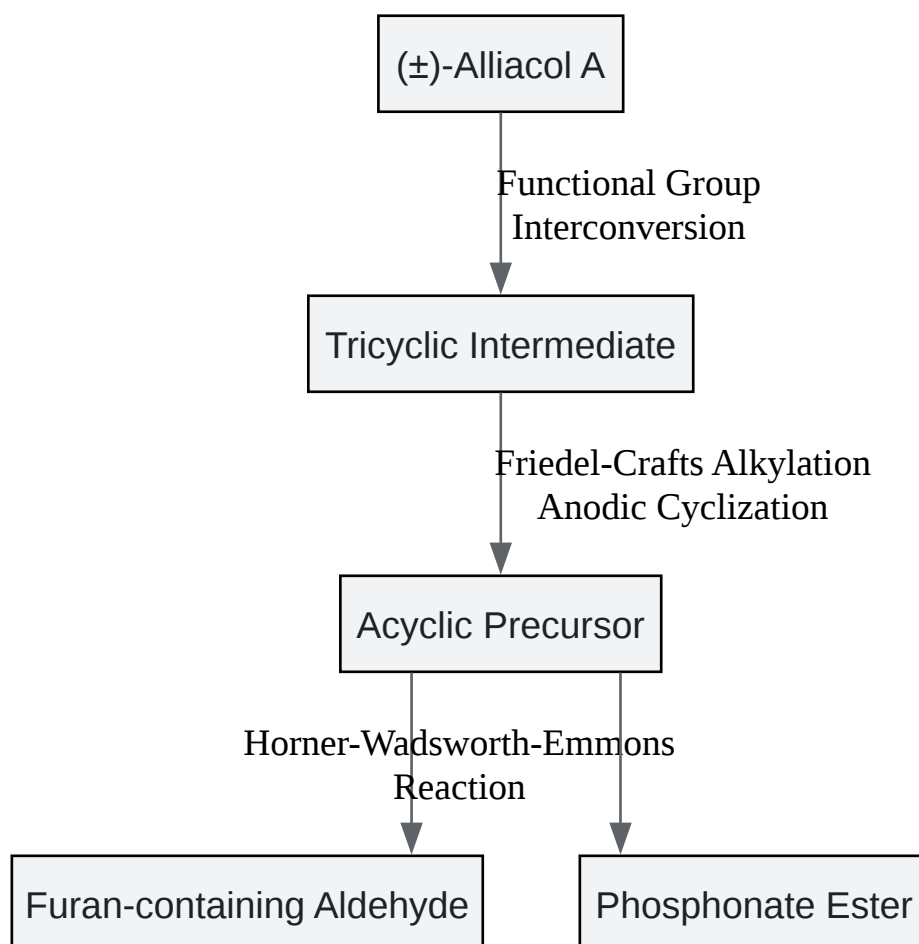 (±)-Alliacol A
Functional Group
Interconversion
Tricyclic Intermediate
Friedel-Crafts Alkylation
Anodic Cyclization
Acyclic Precursor
Horner-Wadsworth-Emmons
Reaction
Furan-containing Aldehyde
Phosphonate Ester